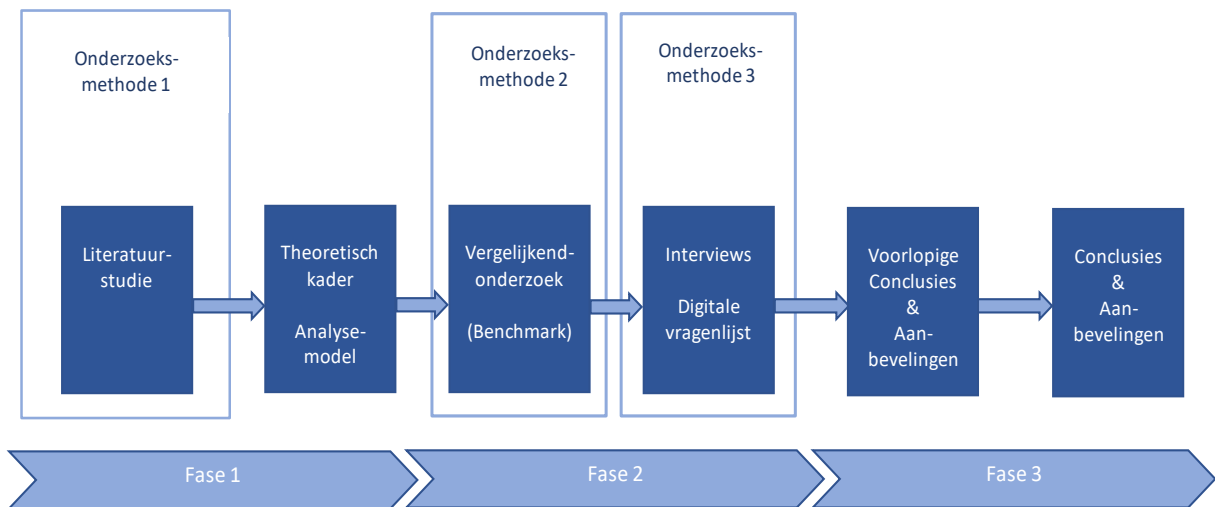 Onderzoeks-
methode 1
Onderzoeks-
methode 2
Onderzoeks-
methode 3
Literatuur-
studie
Theoretisch
kader
Analyse-
model
Vergelijkend-
onderzoek
(Benchmark)
Interviews
Digitale
vragenlijst
Voorlopige
Conclusies
&
Aan-
bevelingen
Conclusies
&
Aan-
bevelingen
Fase 1
Fase 2
Fase 3